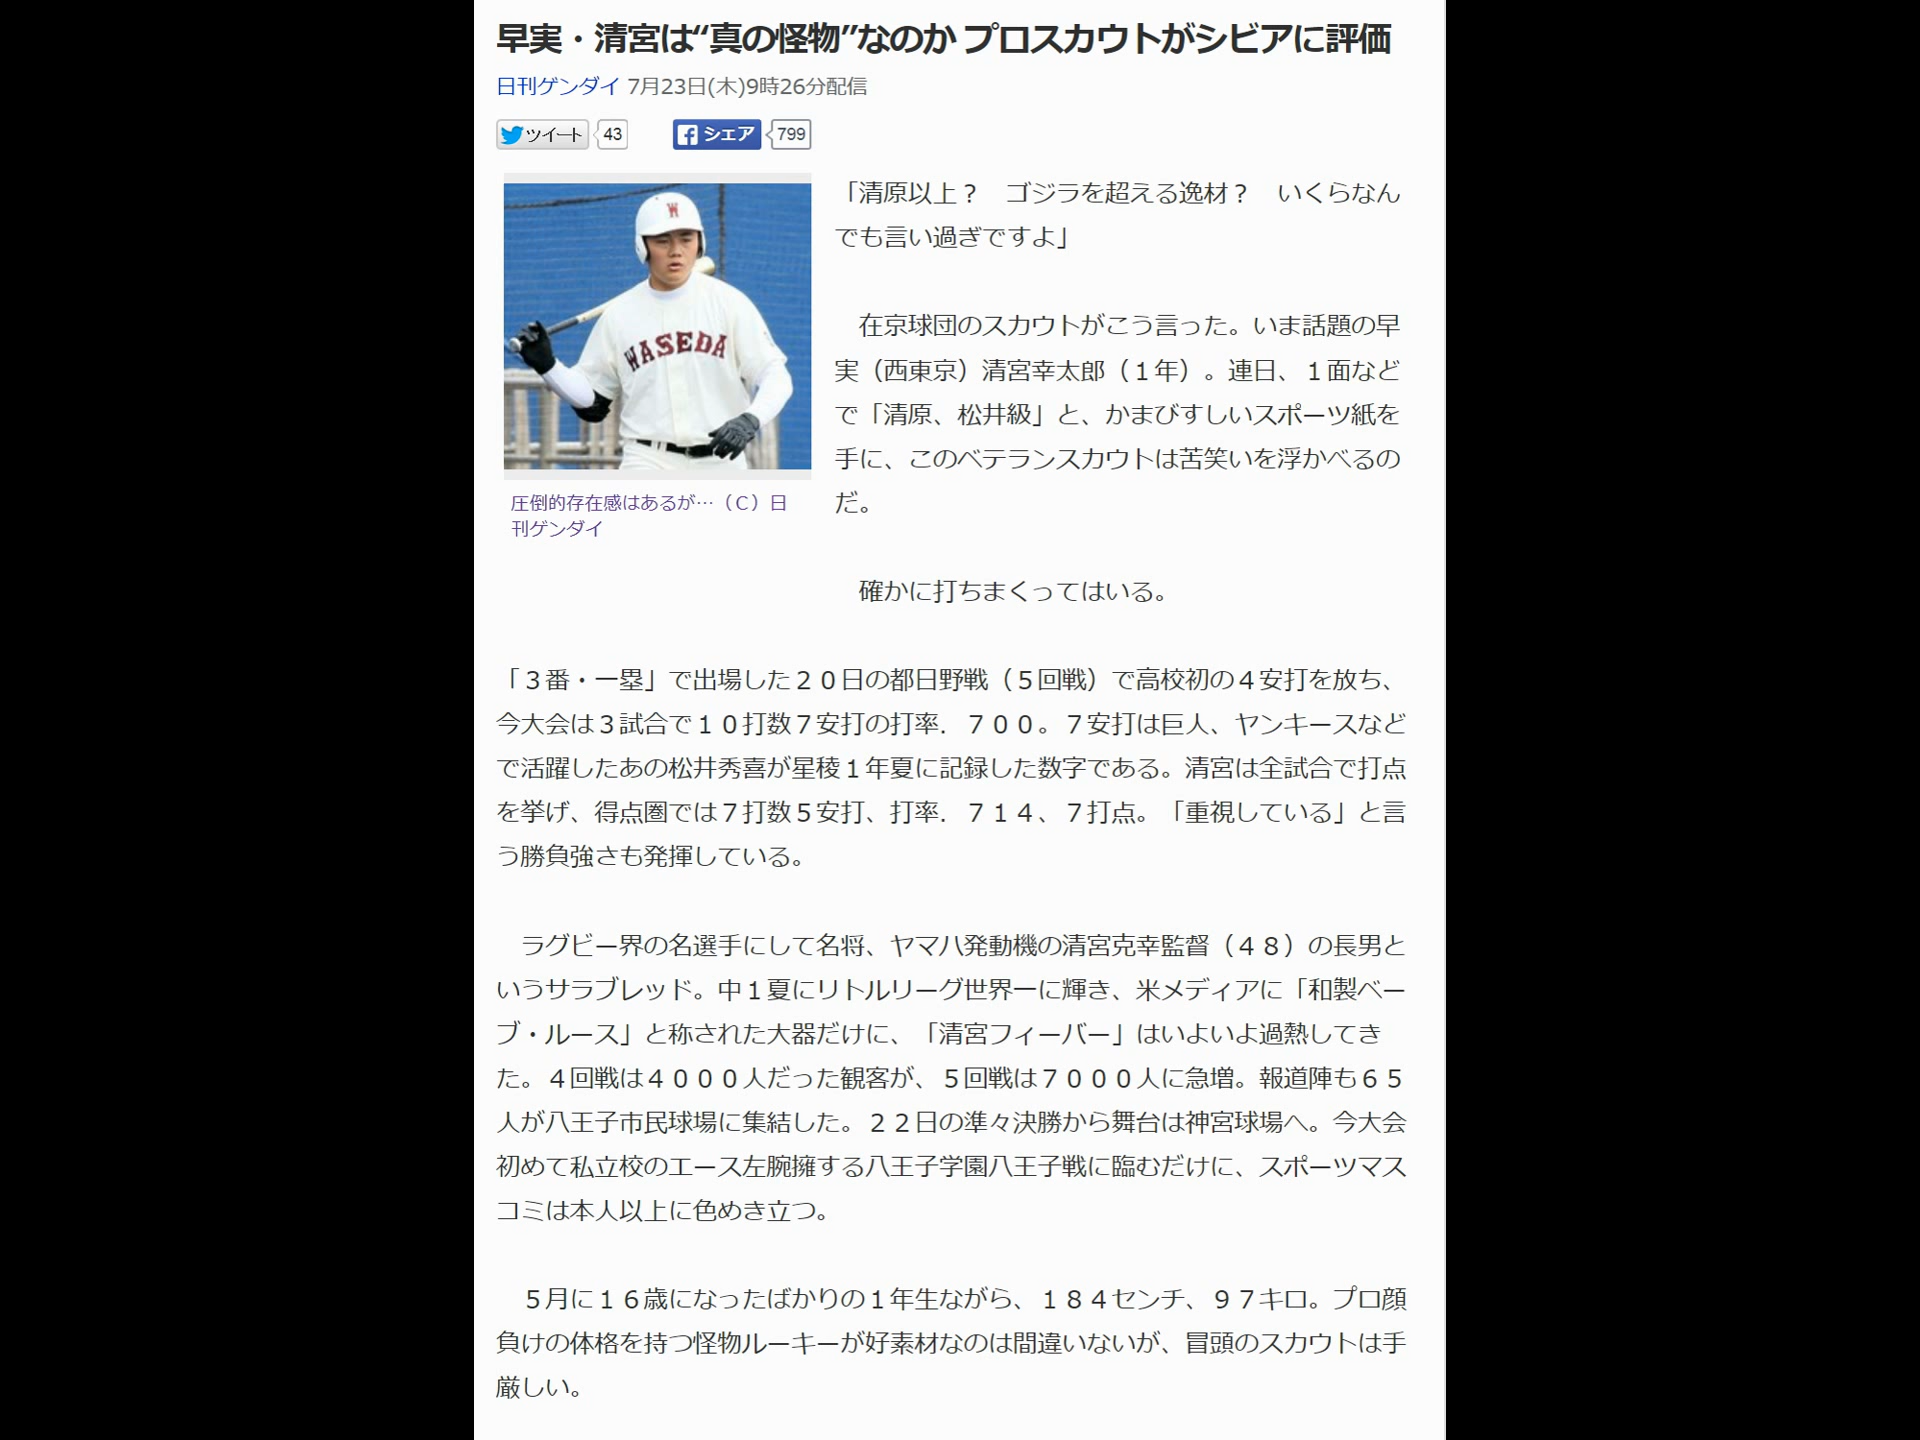 早実・清宮は“真の怪物”なのか プロスカウトがシビアに評価
日刊ゲンダイ 7月23日(木)9時26分配信
ツイート 43 シェア 799
W
WASEDA
圧倒的存在感はあるが…（Ｃ）日
刊ゲンダイ
「清原以上？　ゴジラを超える逸材？　いくらなん
でも言い過ぎですよ」
　在京球団のスカウトがこう言った。いま話題の早
実（西東京）清宮幸太郎（１年）。連日、１面など
で「清原、松井級」と、かまびすしいスポーツ紙を
手に、このベテランスカウトは苦笑いを浮かべるの
だ。
　確かに打ちまくってはいる。
「３番・一塁」で出場した２０日の都日野戦（５回戦）で高校初の４安打を放ち、
今大会は３試合で１０打数７安打の打率．７００。７安打は巨人、ヤンキースなど
で活躍したあの松井秀喜が星稜１年夏に記録した数字である。清宮は全試合で打点
を挙げ、得点圏では７打数５安打、打率．７１４、７打点。「重視している」と言
う勝負強さも発揮している。
　ラグビー界の名選手にして名将、ヤマハ発動機の清宮克幸監督（４８）の長男と
いうサラブレッド。中１夏にリトルリーグ世界一に輝き、米メディアに「和製ベー
ブ・ルース」と称された大器だけに、「清宮フィーバー」はいよいよ過熱してき
た。４回戦は４０００人だった観客が、５回戦は７０００人に急増。報道陣も６５
人が八王子市民球場に集結した。２２日の準々決勝から舞台は神宮球場へ。今大会
初めて私立校のエース左腕擁する八王子学園八王子戦に臨むだけに、スポーツマス
コミは本人以上に色めき立つ。
　５月に１６歳になったばかりの１年生ながら、１８４センチ、９７キロ。プロ顔
負けの体格を持つ怪物ルーキーが好素材なのは間違いないが、冒頭のスカウトは手
厳しい。